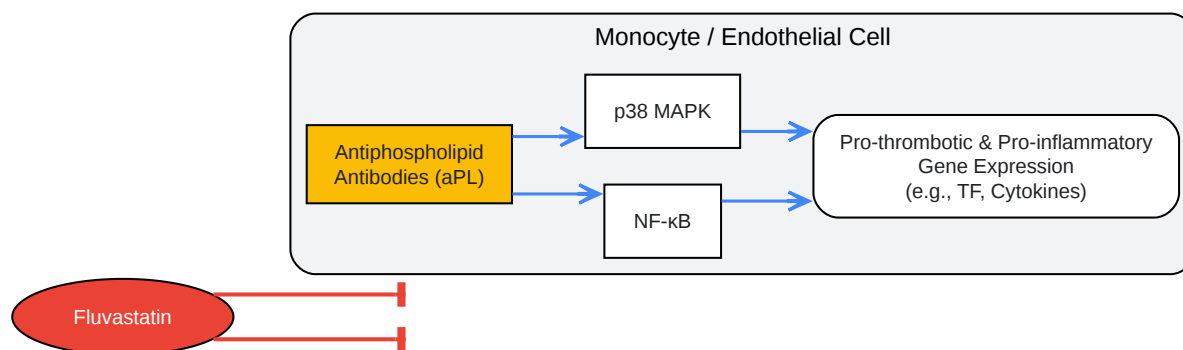 Monocyte / Endothelial Cell
p38 MAPK
Antiphospholipid
Antibodies (aPL)
Pro-thrombotic & Pro-inflammatory
Gene Expression
(e.g., TF, Cytokines)
NF-κB
Fluvastatin